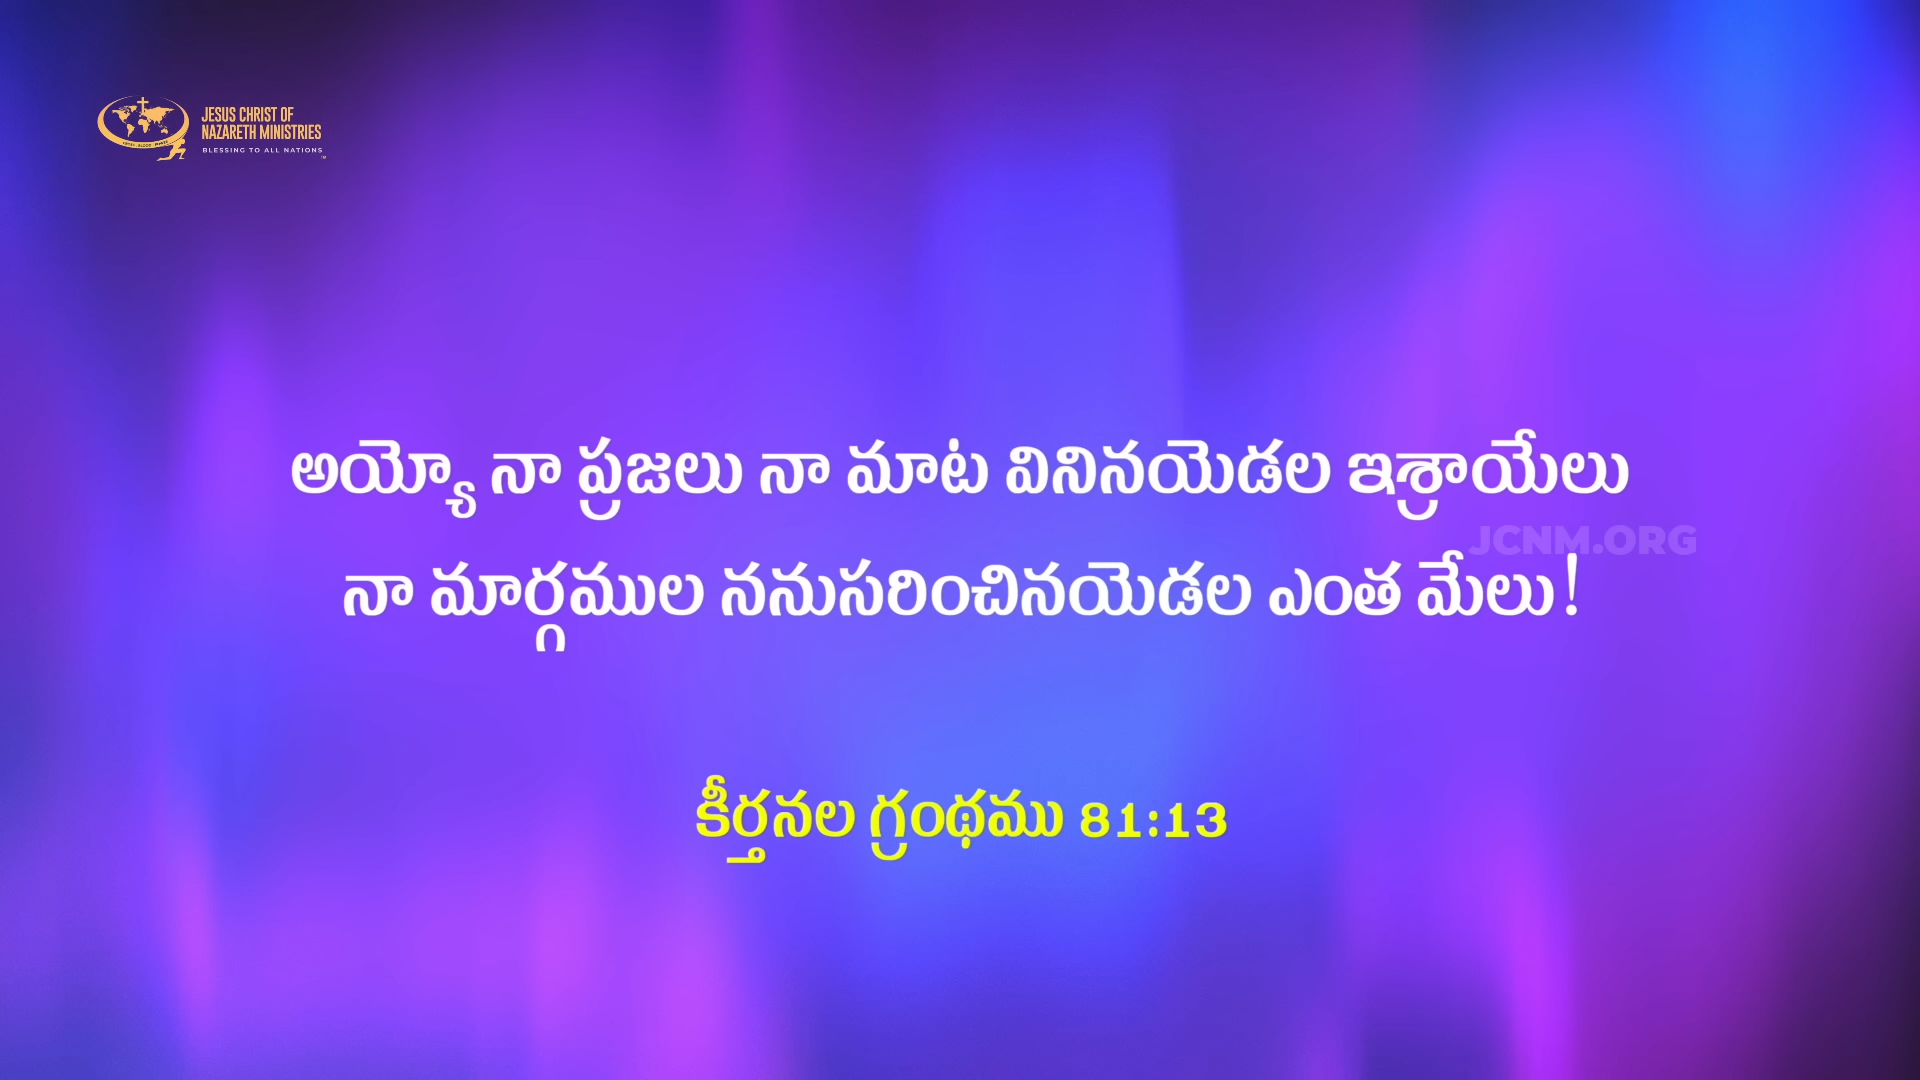 JESUS CHRIST OF
NAZARETH MINISTRIES
BLESSING TO ALL NATIONS
అయ్యో నా ప్రజలు నా మాట వినినయెడల ఇశ్రాయేలు
JCNM.ORG
నా మార్గముల ననుసరించినయెడల ఎంత మేలు!
కీర్తనల గ్రంథము 81:13